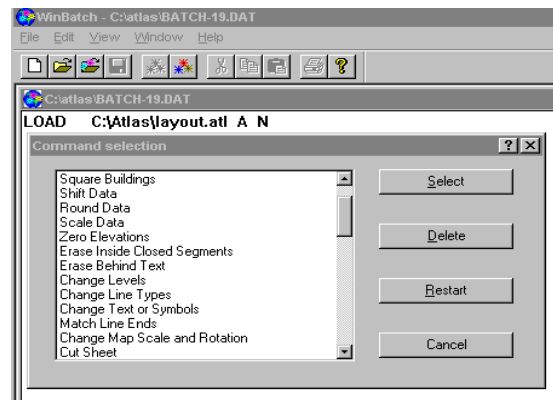 WinBatch - C:\atlas\BATCH-19.DAT
File Edit View Window Help
C:\atlas\BATCH-19.DAT
LOAD C:\Atlas\layout.atl A N
Command selection
Square Buildings
Shift Data
Round Data
Scale Data
Zero Elevations
Erase Inside Closed Segments
Erase Behind Text
Change Levels
Change Line Types
Change Text or Symbols
Match Line Ends
Change Map Scale and Rotation
Cut Sheet
Select
Delete
Restart
Cancel